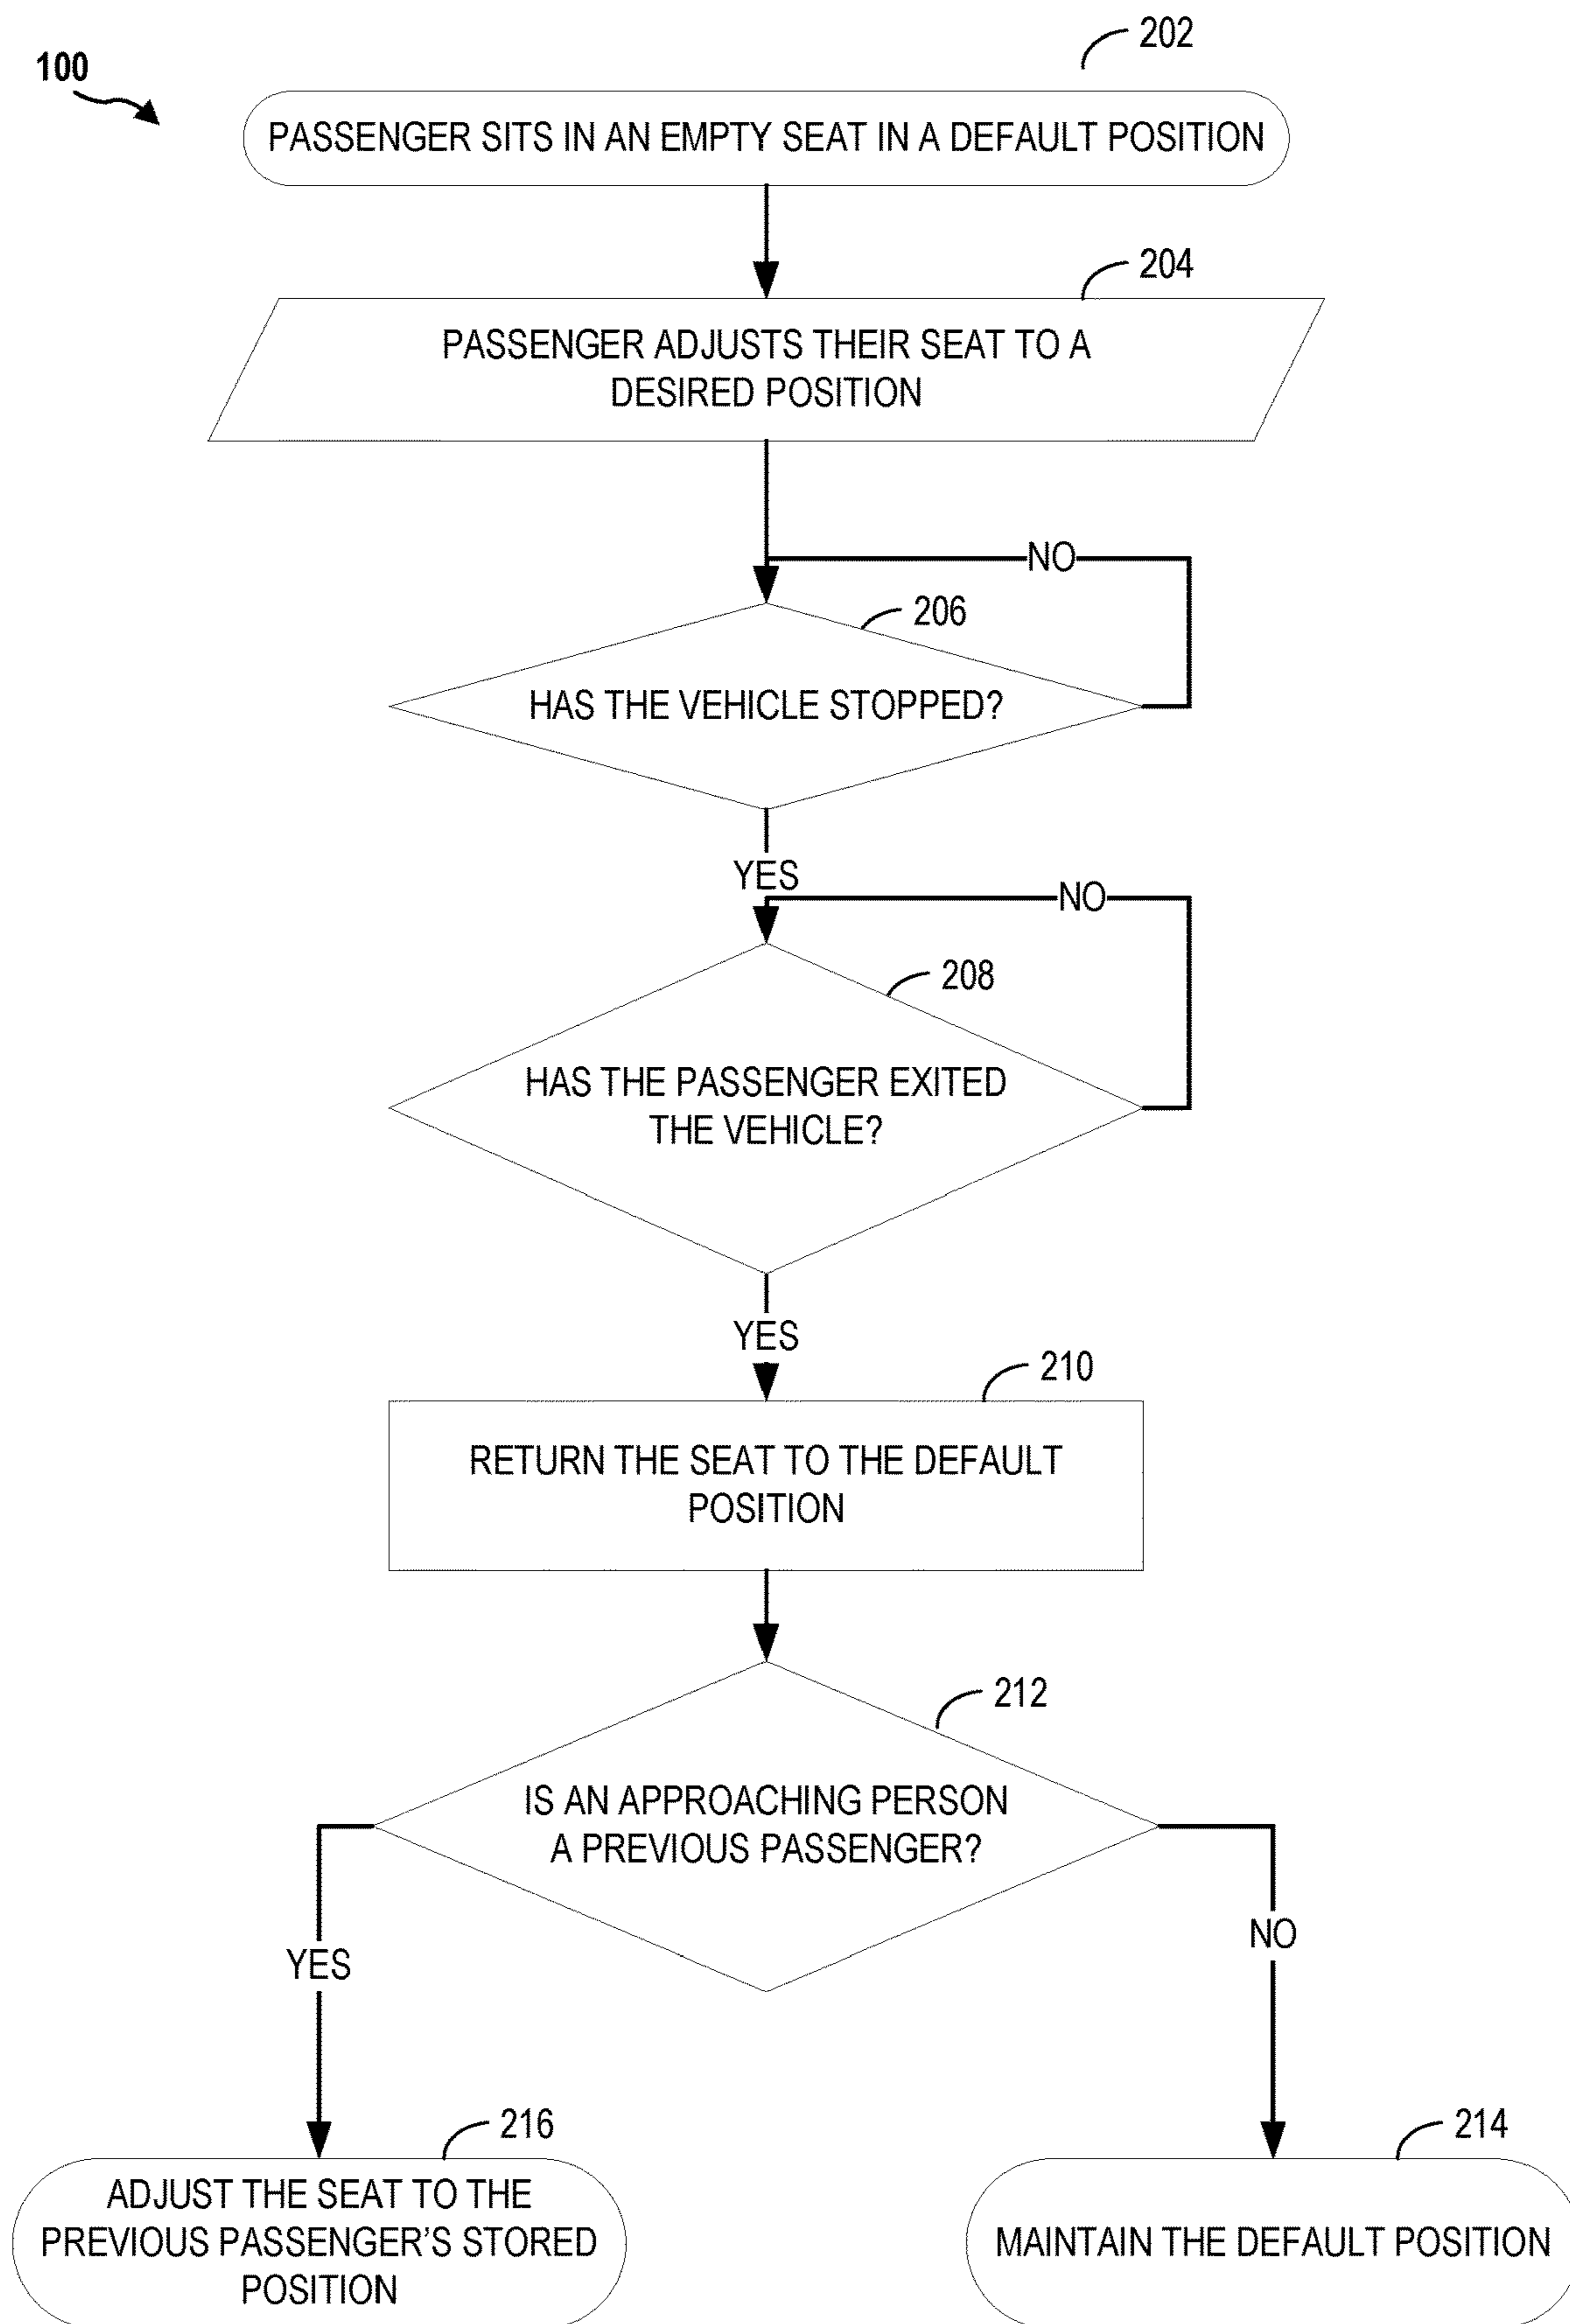 100
202
PASSENGER SITS IN AN EMPTY SEAT IN A DEFAULT POSITION
204
PASSENGER ADJUSTS THEIR SEAT TO A
DESIRED POSITION
NO
206
HAS THE VEHICLE STOPPED?
YES
NO
208
HAS THE PASSENGER EXITED
THE VEHICLE?
YES
210
RETURN THE SEAT TO THE DEFAULT
POSITION
212
IS AN APPROACHING PERSON
A PREVIOUS PASSENGER?
YES
NO
216
ADJUST THE SEAT TO THE
PREVIOUS PASSENGER'S STORED
POSITION
214
MAINTAIN THE DEFAULT POSITION